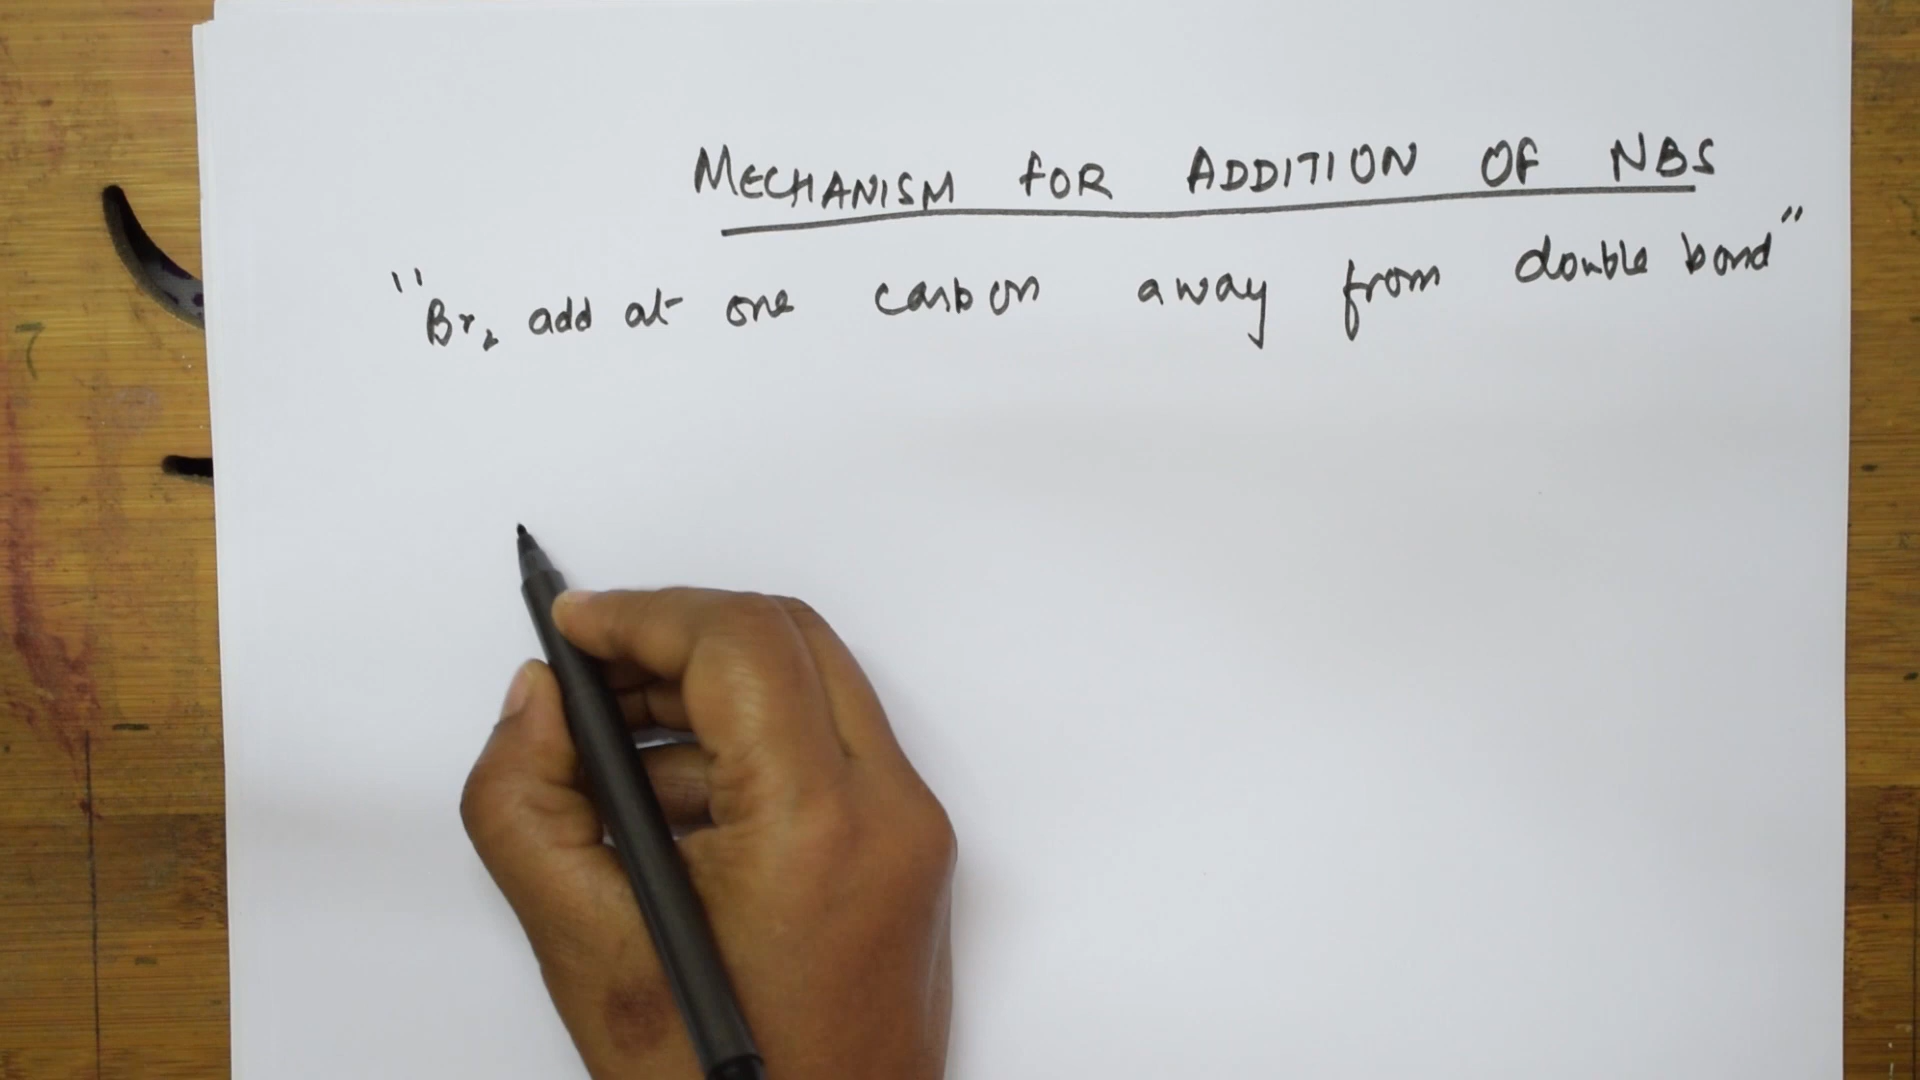 MECHANISM FOR ADDITION OF NBS
"Br₂ add at one carbon away from double bond"